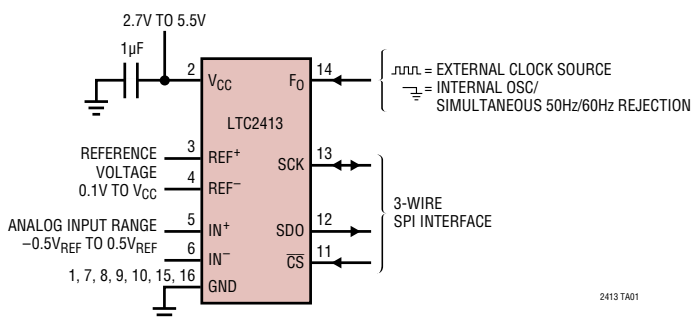 2.7V TO 5.5V
1µF
2
VCC
FO
14
= EXTERNAL CLOCK SOURCE
= INTERNAL OSC/
SIMULTANEOUS 50Hz/60Hz REJECTION
LTC2413
REFERENCE
VOLTAGE
0.1V TO VCC
3
REF+
4
REF−
SCK
13
3-WIRE
SPI INTERFACE
ANALOG INPUT RANGE
−0.5VREF TO 0.5VREF
5
IN+
6
IN−
SDO
12
CS
11
1, 7, 8, 9, 10, 15, 16
GND
2413 TA01